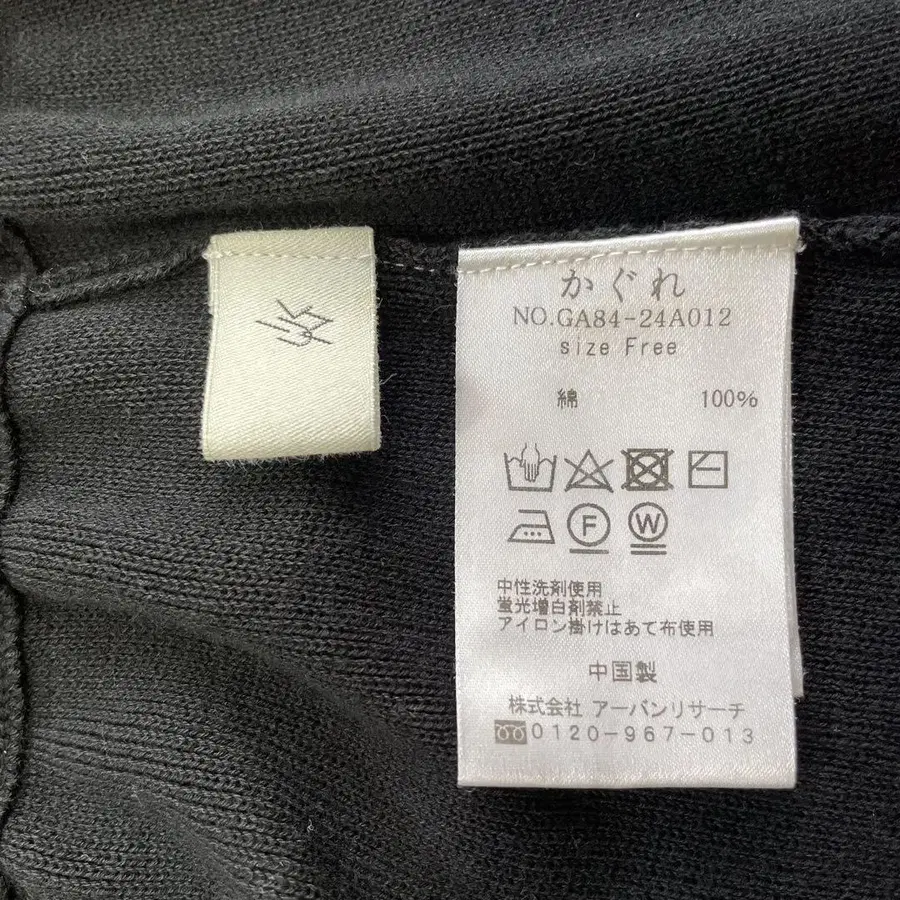 かぐれ
NO.GA84-24A012
size Free
綿 100%
F W
中性洗剤使用
蛍光増白剤禁止
アイロン掛けはあて布使用
中国製
株式会社 アーバンリサーチ
0120-967-013